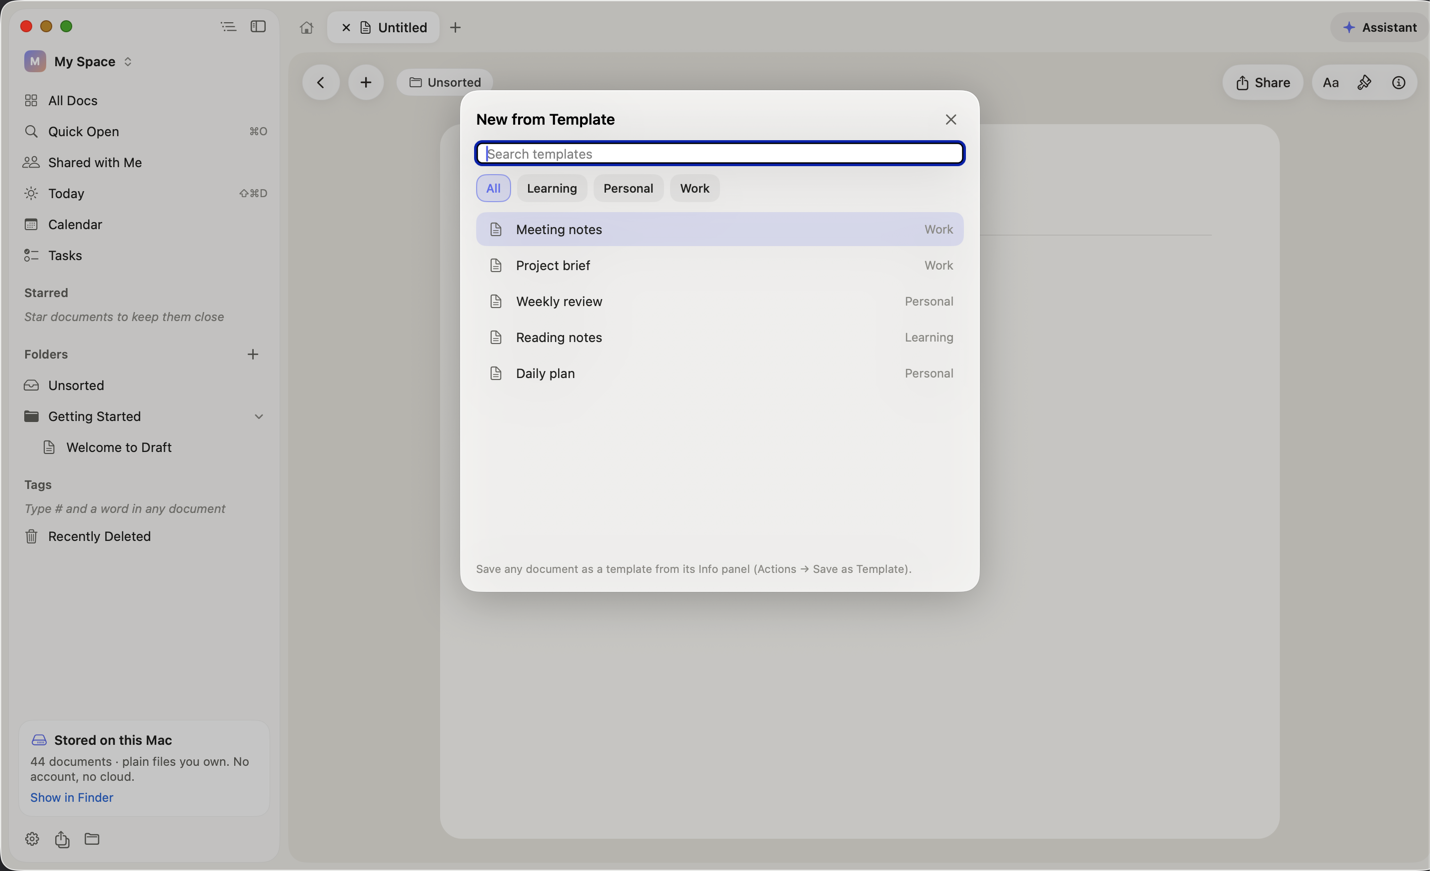 Untitled
Assistant
M My Space
All Docs
Quick Open ⌘O
Shared with Me
Today ⇧⌘D
Calendar
Tasks
Starred
Star documents to keep them close
Folders
Unsorted
Getting Started
Welcome to Draft
Tags
Type # and a word in any document
Recently Deleted
Stored on this Mac
44 documents · plain files you own. No
account, no cloud.
Show in Finder
Unsorted
Share
Aa
New from Template
Search templates
All Learning Personal Work
Meeting notes Work
Project brief Work
Weekly review Personal
Reading notes Learning
Daily plan Personal
Save any document as a template from its Info panel (Actions → Save as Template).